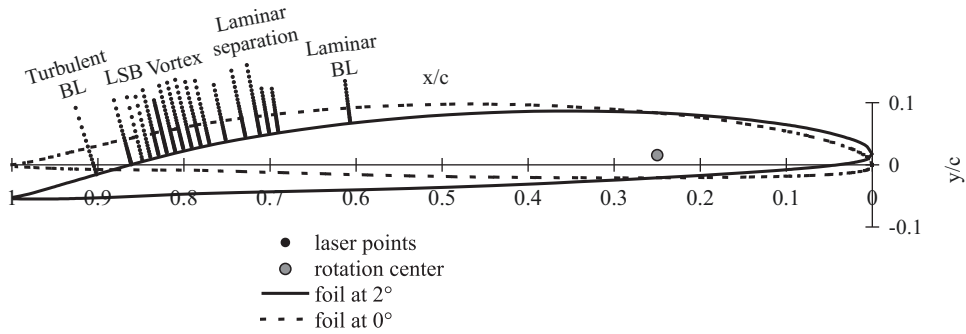 Laminar
separation
Laminar
BL
Turbulent
BL
LSB Vortex
x/c
0.1
0
-0.1
y/c
1 0.9 0.8 0.7 0.6 0.5 0.4 0.3 0.2 0.1 0
laser points
rotation center
foil at 2°
foil at 0°